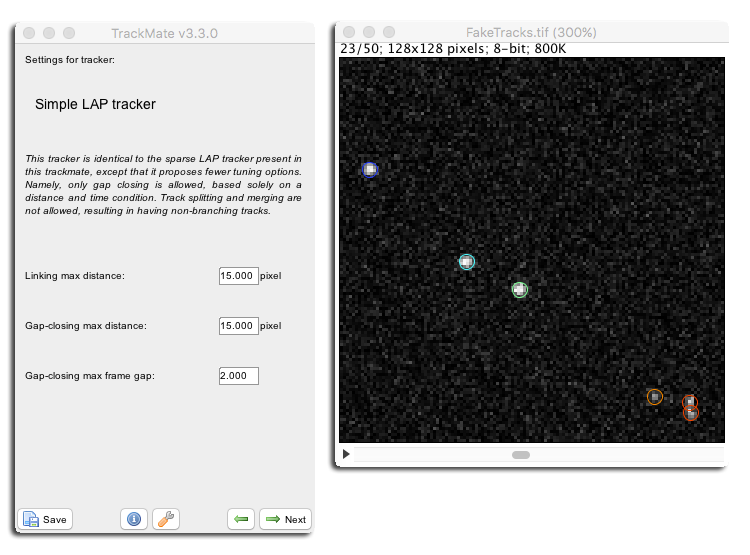 TrackMate v3.3.0
Settings for tracker:
Simple LAP tracker
This tracker is identical to the sparse LAP tracker present in
this trackmate, except that it proposes fewer tuning options.
Namely, only gap closing is allowed, based solely on a
distance and time condition. Track splitting and merging are
not allowed, resulting in having non-branching tracks.
Linking max distance: 15.000 pixel
Gap-closing max distance: 15.000 pixel
Gap-closing max frame gap: 2.000
Save
Next
FakeTracks.tif (300%)
23/50; 128x128 pixels; 8-bit; 800K